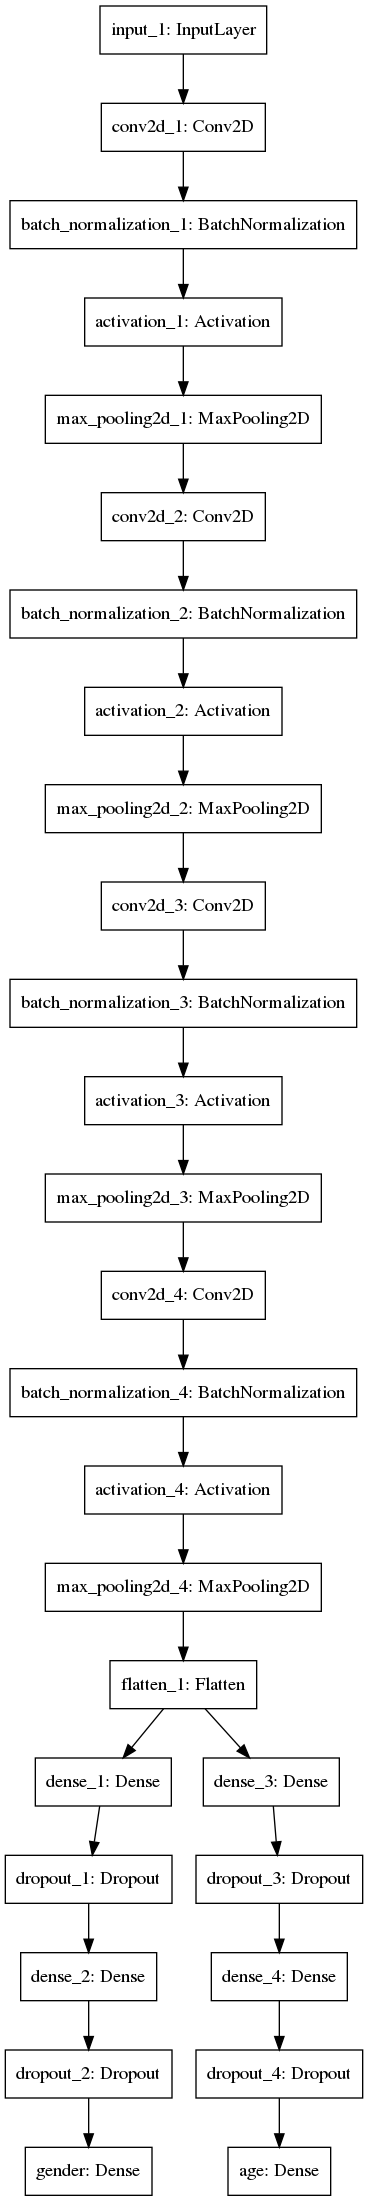 input_1: InputLayer
conv2d_1: Conv2D
batch_normalization_1: BatchNormalization
activation_1: Activation
max_pooling2d_1: MaxPooling2D
conv2d_2: Conv2D
batch_normalization_2: BatchNormalization
activation_2: Activation
max_pooling2d_2: MaxPooling2D
conv2d_3: Conv2D
batch_normalization_3: BatchNormalization
activation_3: Activation
max_pooling2d_3: MaxPooling2D
conv2d_4: Conv2D
batch_normalization_4: BatchNormalization
activation_4: Activation
max_pooling2d_4: MaxPooling2D
flatten_1: Flatten
dense_1: Dense
dense_3: Dense
dropout_1: Dropout
dropout_3: Dropout
dense_2: Dense
dense_4: Dense
dropout_2: Dropout
dropout_4: Dropout
gender: Dense
age: Dense